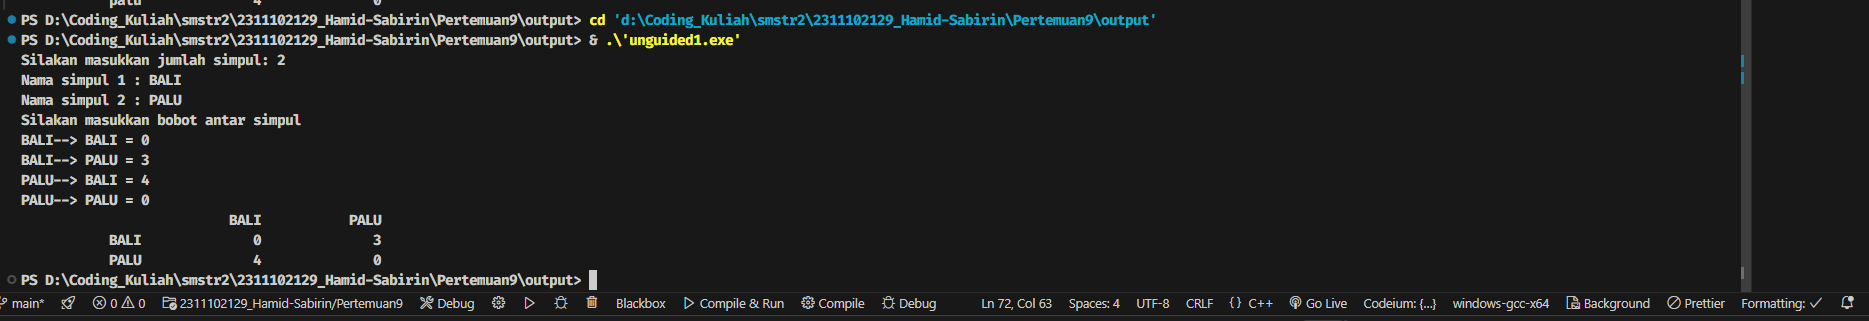 palu 4 0
PS D:\Coding_Kuliah\smstr2\2311102129_Hamid-Sabirin\Pertemuan9\output> cd 'd:\Coding_Kuliah\smstr2\2311102129_Hamid-Sabirin\Pertemuan9\output'
PS D:\Coding_Kuliah\smstr2\2311102129_Hamid-Sabirin\Pertemuan9\output> & .\'unguided1.exe'
Silakan masukkan jumlah simpul: 2
Nama simpul 1 : BALI
Nama simpul 2 : PALU
Silakan masukkan bobot antar simpul
BALI--> BALI = 0
BALI--> PALU = 3
PALU--> BALI = 4
PALU--> PALU = 0
BALI PALU
BALI 0 3
PALU 4 0
PS D:\Coding_Kuliah\smstr2\2311102129_Hamid-Sabirin\Pertemuan9\output>
main* 0 0 2311102129_Hamid-Sabirin/Pertemuan9 Debug Blackbox Compile & Run Compile Debug Ln 72, Col 63 Spaces: 4 UTF-8 CRLF {} C++ Go Live Codeium: {...} windows-gcc-x64 Background Prettier Formatting: ✓